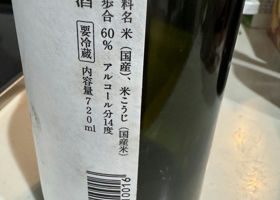 料名 米(国産)、米こうじ(国産米)
歩合 60% アルコール分14度
要冷蔵 内容量720ml
酒